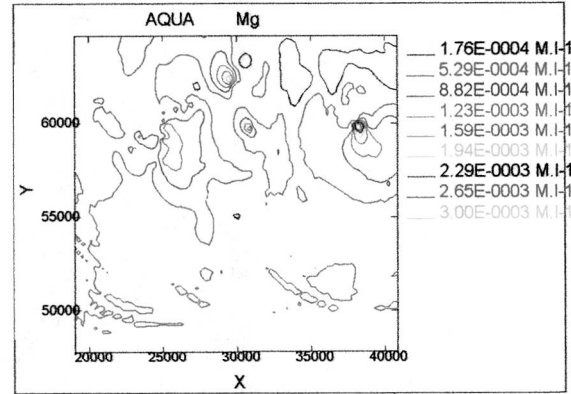 AQUA Mg
1.76E-0004 M.l-1
5.29E-0004 M.l-1
8.82E-0004 M.l-1
1.23E-0003 M.l-1
1.59E-0003 M.l-1
1.94E-0003 M.l-1
2.29E-0003 M.l-1
2.65E-0003 M.l-1
3.00E-0003 M.l-1
60000
Y
55000
50000
20000 25000 30000 35000 40000
X